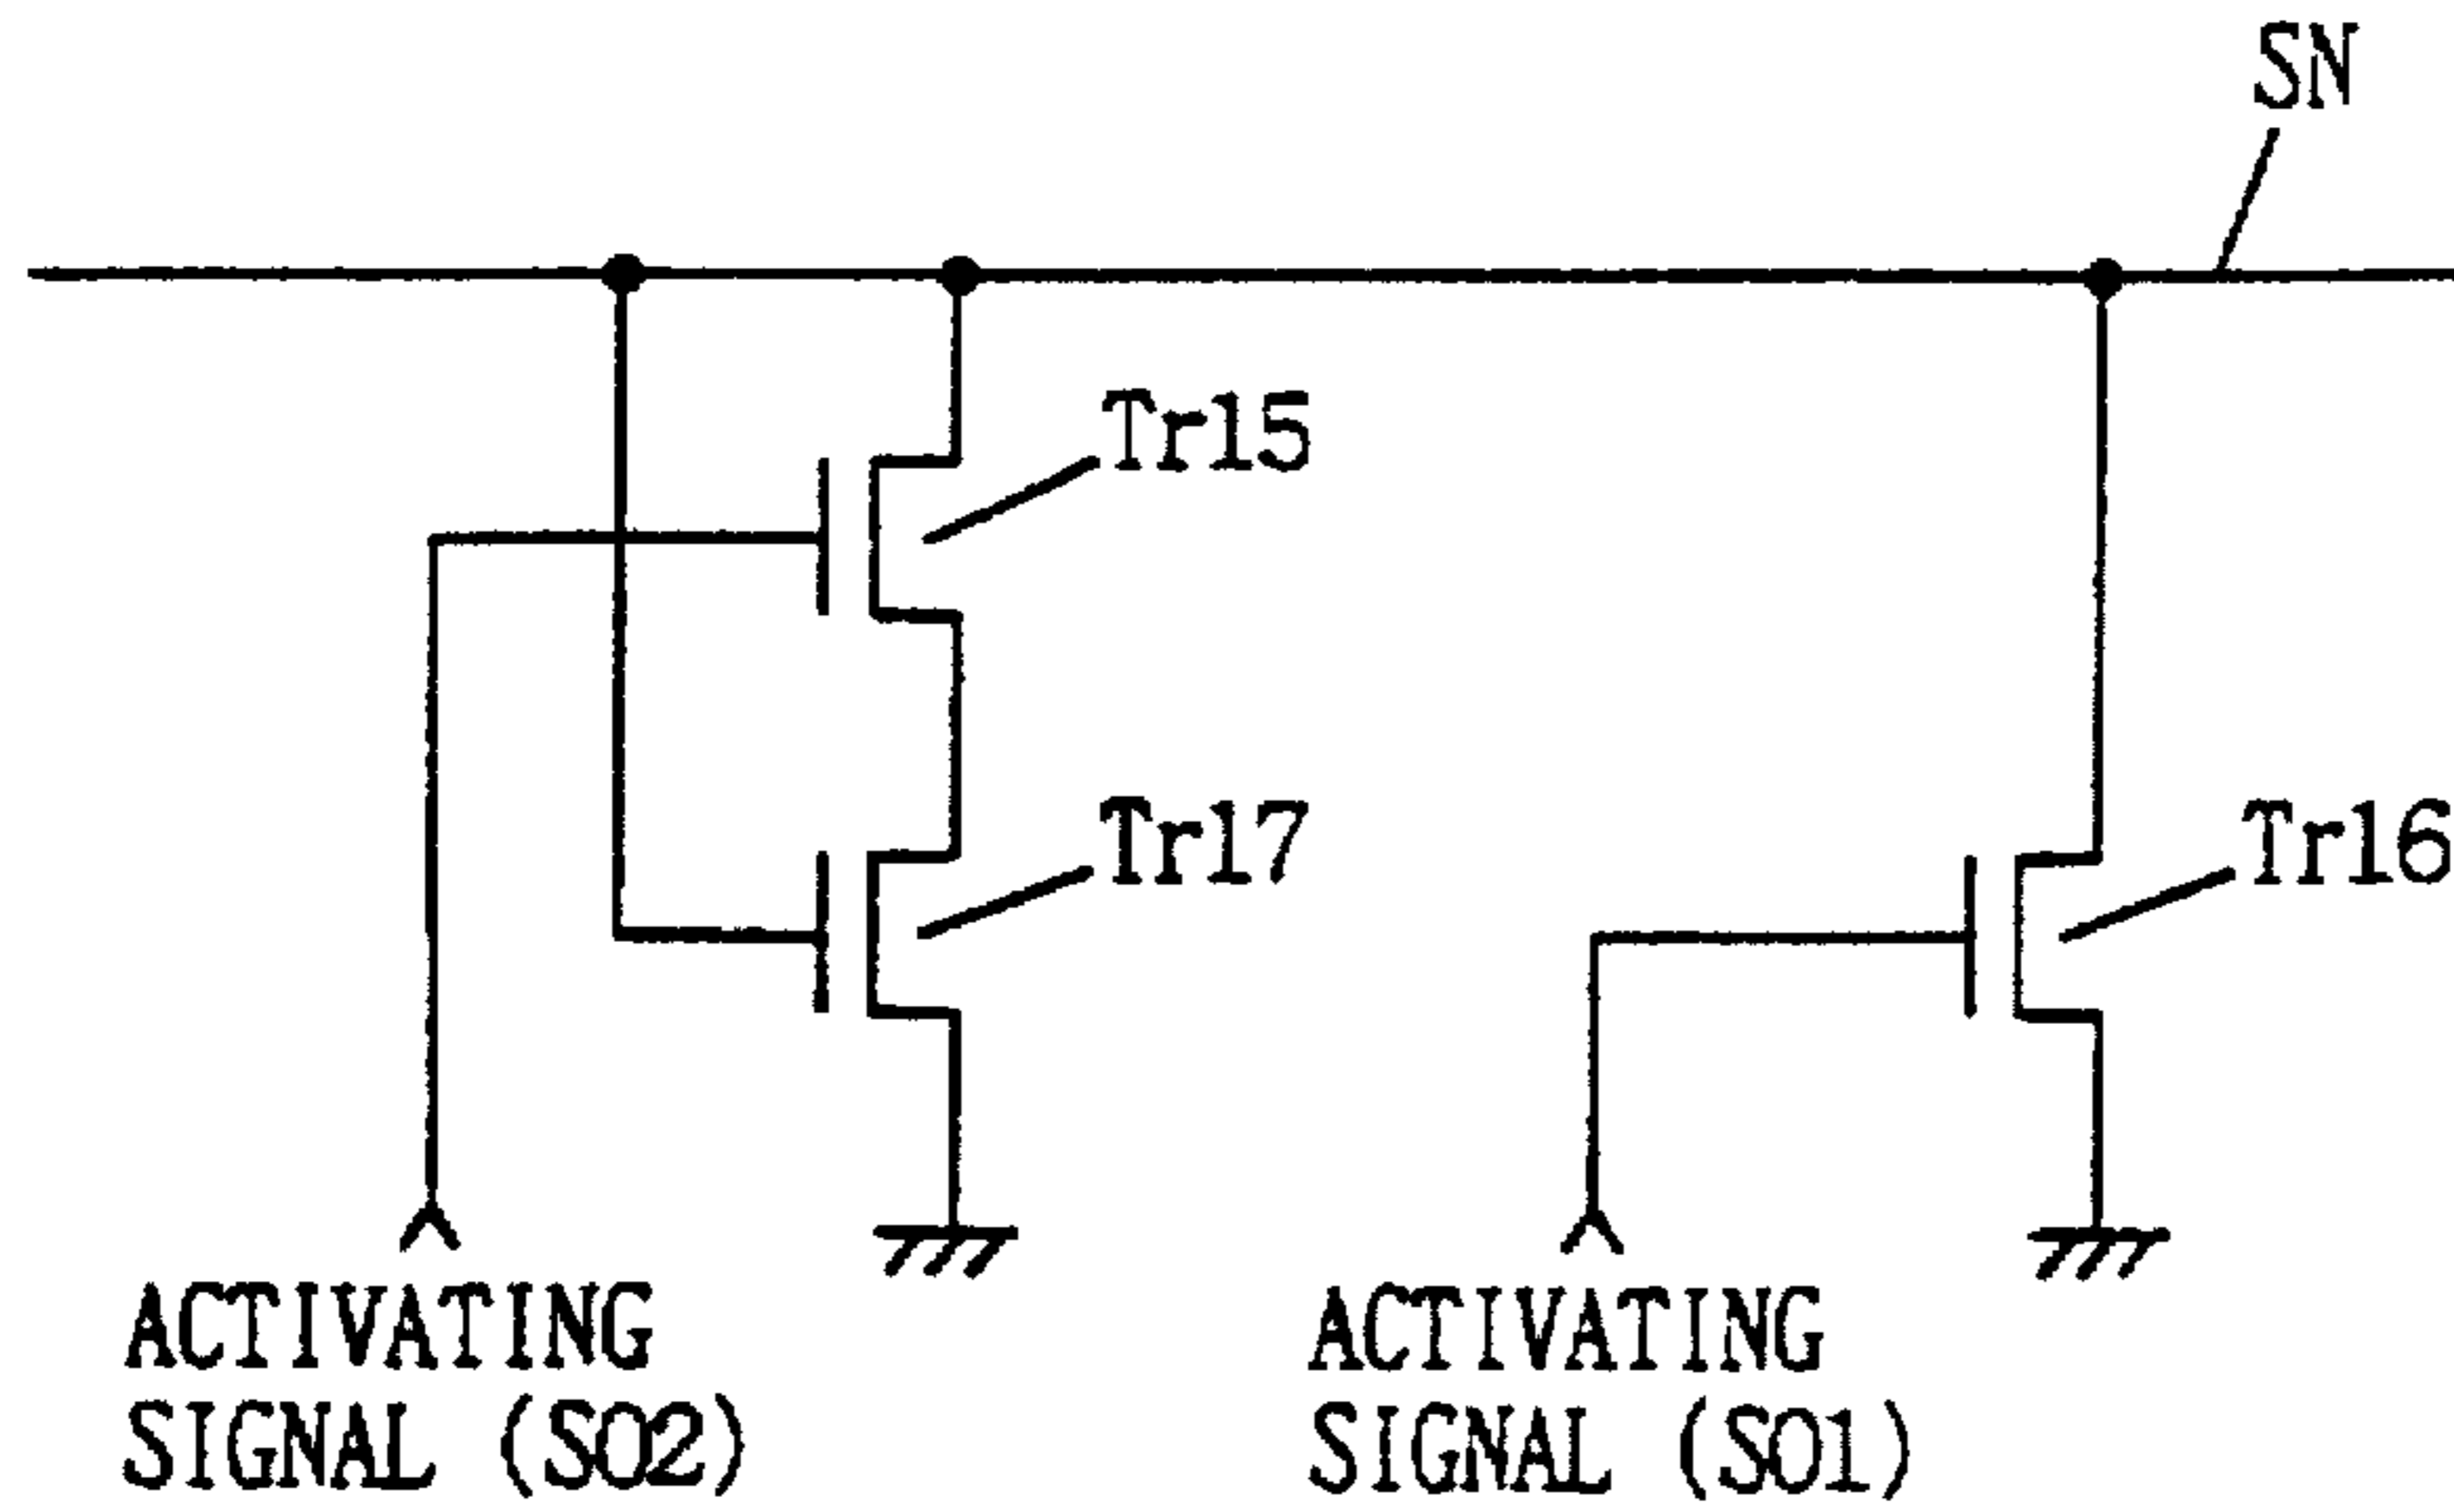 SN
Tr15
Tr17
Tr16
ACTIVATING
SIGNAL (SO2)
ACTIVATING
SIGNAL (SO1)